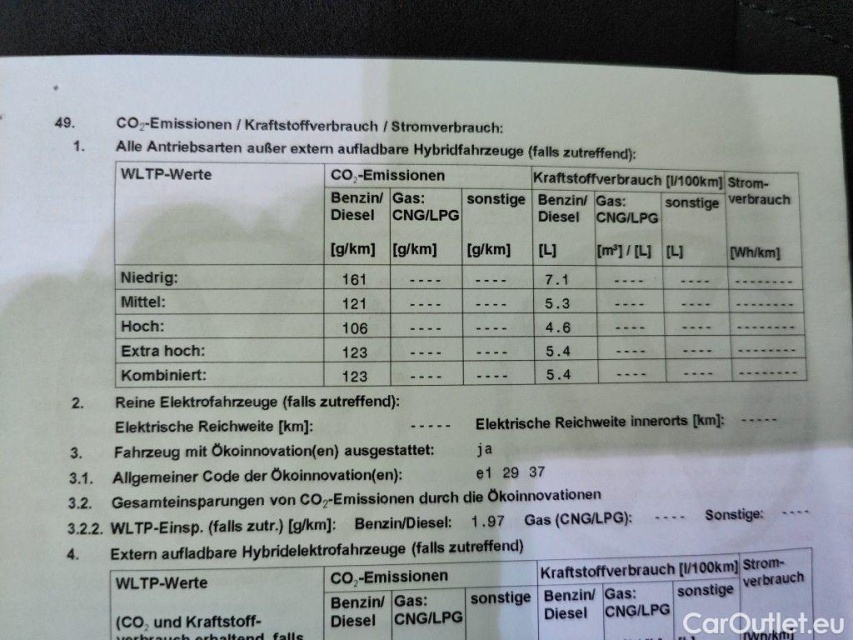 49. CO₂-Emissionen / Kraftstoffverbrauch / Stromverbrauch:
1. Alle Antriebsarten außer extern aufladbare Hybridfahrzeuge (falls zutreffend):
WLTP-Werte CO₂-Emissionen Kraftstoffverbrauch [l/100km] Strom-
verbrauch
Benzin/ Gas: sonstige Benzin/ Gas: sonstige
Diesel CNG/LPG Diesel CNG/LPG
[g/km] [g/km] [g/km] [L] [m³] / [L] [L] [Wh/km]
Niedrig: 161 ---- ---- 7.1 ---- ---- --------
Mittel: 121 ---- ---- 5.3 ---- ---- --------
Hoch: 106 ---- ---- 4.6 ---- ---- --------
Extra hoch: 123 ---- ---- 5.4 ---- ---- --------
Kombiniert: 123 ---- ---- 5.4 ---- ---- --------
2. Reine Elektrofahrzeuge (falls zutreffend):
Elektrische Reichweite [km]: ----- Elektrische Reichweite innerorts [km]: -----
3. Fahrzeug mit Ökoinnovation(en) ausgestattet: ja
3.1. Allgemeiner Code der Ökoinnovation(en): e1 29 37
3.2. Gesamteinsparungen von CO₂-Emissionen durch die Ökoinnovationen
3.2.2. WLTP-Einsp. (falls zutr.) [g/km]: Benzin/Diesel: 1.97 Gas (CNG/LPG): ---- Sonstige: ----
4. Extern aufladbare Hybridelektrofahrzeuge (falls zutreffend)
WLTP-Werte CO₂-Emissionen Kraftstoffverbrauch [l/100km] Strom-
verbrauch
Benzin/ Gas: sonstige Benzin/ Gas: sonstige
(CO₂ und Kraftstoff- Diesel CNG/LPG Diesel CNG/LPG
verbrauch erhaltend, falls
[Wh/km]
CarOutlet.eu